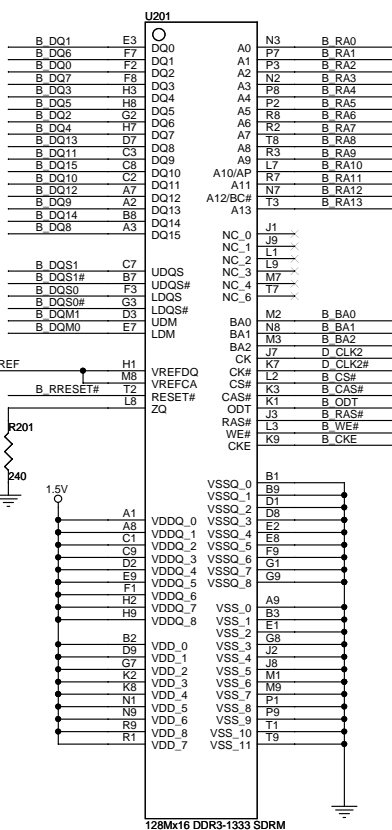 U201
B_DQ1 E3 DQ0 A0 N3 B_RA0
B_DQ6 F7 DQ1 A1 P7 B_RA1
B_DQ0 F2 DQ2 A2 P3 B_RA2
B_DQ7 F8 DQ3 A3 N2 B_RA3
B_DQ3 H3 DQ4 A4 P8 B_RA4
B_DQ5 H8 DQ5 A5 P2 B_RA5
B_DQ2 G2 DQ6 A6 R8 B_RA6
B_DQ4 H7 DQ7 A7 R2 B_RA7
B_DQ13 D7 DQ8 A8 T8 B_RA8
B_DQ11 C3 DQ9 A9 R3 B_RA9
B_DQ15 C8 DQ10 A10/AP L7 B_RA10
B_DQ10 C2 DQ11 A11 R7 B_RA11
B_DQ12 A7 DQ12 A12/BC# N7 B_RA12
B_DQ9 A2 DQ13 A13 T3 B_RA13
B_DQ14 B8 DQ14
B_DQ8 A3 DQ15 NC_0 J1
NC_1 J9
NC_2 L1
B_DQS1 C7 UDQS NC_3 L9
B_DQS1# B7 UDQS# NC_4 M7
B_DQS0 F3 LDQS NC_6 T7
B_DQS0# G3 LDQS#
B_DQM1 D3 UDM BA0 M2 B_BA0
B_DQM0 E7 LDM BA1 N8 B_BA1
BA2 M3 B_BA2
REF H1 VREFDQ CK J7 D_CLK2
M8 VREFCA CK# K7 D_CLK2#
B_RRESET# T2 RESET# CS# L2 B_CS#
L8 ZQ CAS# K3 B_CAS#
ODT K1 B_ODT
R201 RAS# J3 B_RAS#
WE# L3 B_WE#
CKE K9 B_CKE
240
VSSQ_0 B1
1.5V VSSQ_1 B9
VSSQ_2 D1
A1 VDDQ_0 VSSQ_3 D8
A8 VDDQ_1 VSSQ_4 E2
C1 VDDQ_2 VSSQ_5 E8
C9 VDDQ_3 VSSQ_6 F9
D2 VDDQ_4 VSSQ_7 G1
E9 VDDQ_5 VSSQ_8 G9
F1 VDDQ_6
H2 VDDQ_7 VSS_0 A9
H9 VDDQ_8 VSS_1 B3
VSS_2 E1
B2 VDD_0 VSS_3 G8
D9 VDD_1 VSS_4 J2
G7 VDD_2 VSS_5 J8
K2 VDD_3 VSS_6 M1
K8 VDD_4 VSS_7 M9
N1 VDD_5 VSS_8 P1
N9 VDD_6 VSS_9 P9
R9 VDD_8 VSS_10 T1
R1 VDD_7 VSS_11 T9
128Mx16 DDR3-1333 SDRM